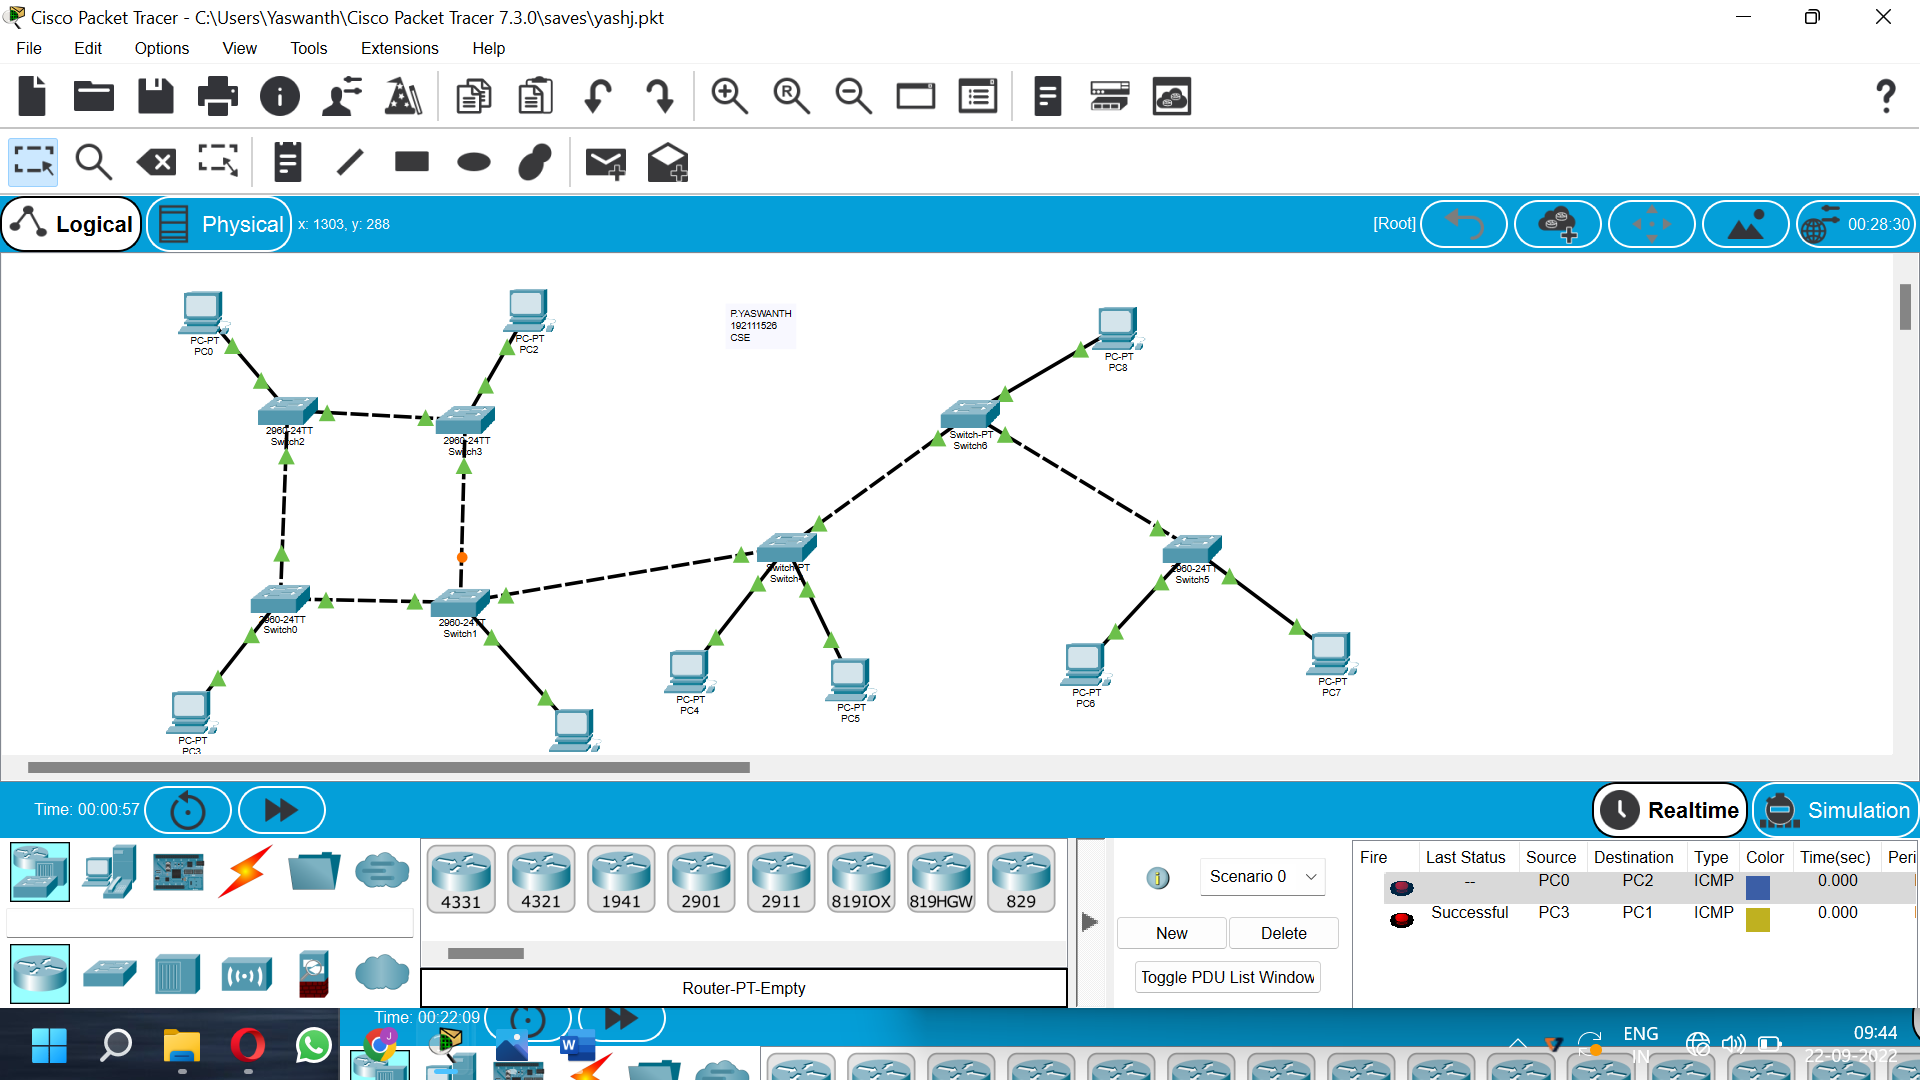 Cisco Packet Tracer - C:\Users\Yaswanth\Cisco Packet Tracer 7.3.0\saves\yashj.pkt
File Edit Options View Tools Extensions Help
Logical Physical x: 1303, y: 288 [Root] 00:28:30
PC-PT
PC0
PC-PT
PC2
P.YASWANTH
192111526
CSE
PC-PT
PC8
2960-24TT
Switch2
2960-24TT
Switch3
Switch-PT
Switch6
Switch-PT
Switch4
2960-24TT
Switch5
2960-24TT
Switch0
2960-24TT
Switch1
PC-PT
PC4
PC-PT
PC5
PC-PT
PC6
PC-PT
PC7
PC-PT
PC3
Time: 00:00:57 Realtime Simulation
4331 4321 1941 2901 2911 819IOX 819HGW 829
Router-PT-Empty
Scenario 0
New Delete
Toggle PDU List Window
Fire Last Status Source Destination Type Color Time(sec) Peri
-- PC0 PC2 ICMP 0.000
Successful PC3 PC1 ICMP 0.000
Time: 00:22:09
ENG
IN
09:44
22-09-2022